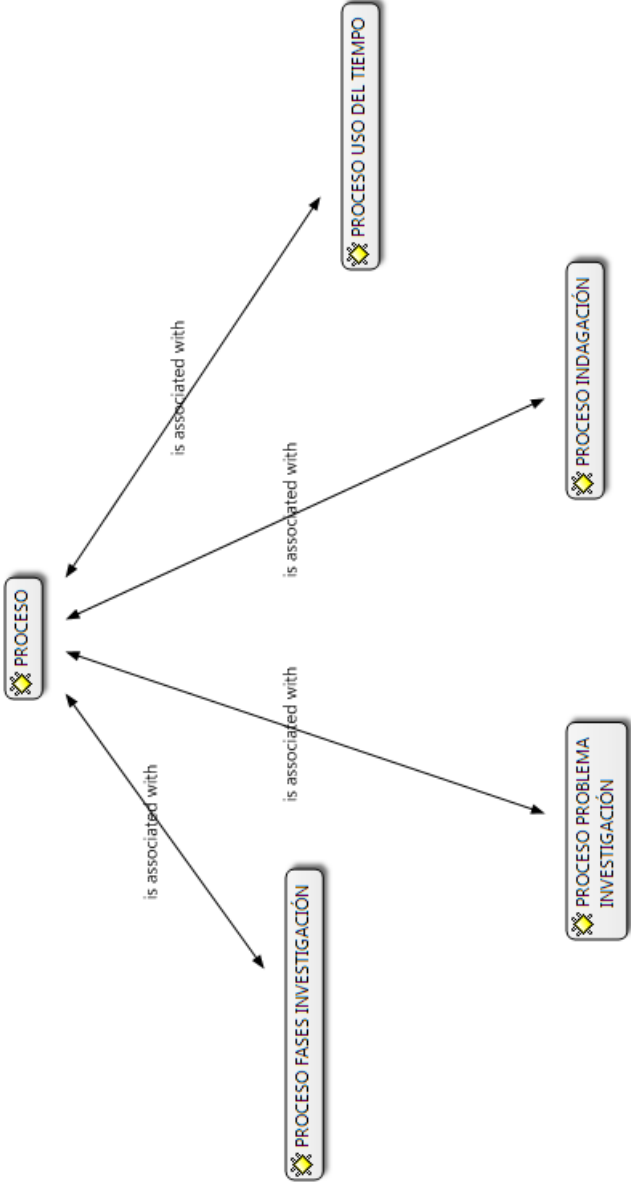 PROCESO
is associated with
is associated with
is associated with
is associated with
PROCESO FASES INVESTIGACIÓN
PROCESO USO DEL TIEMPO
PROCESO PROBLEMA
INVESTIGACIÓN
PROCESO INDAGACIÓN